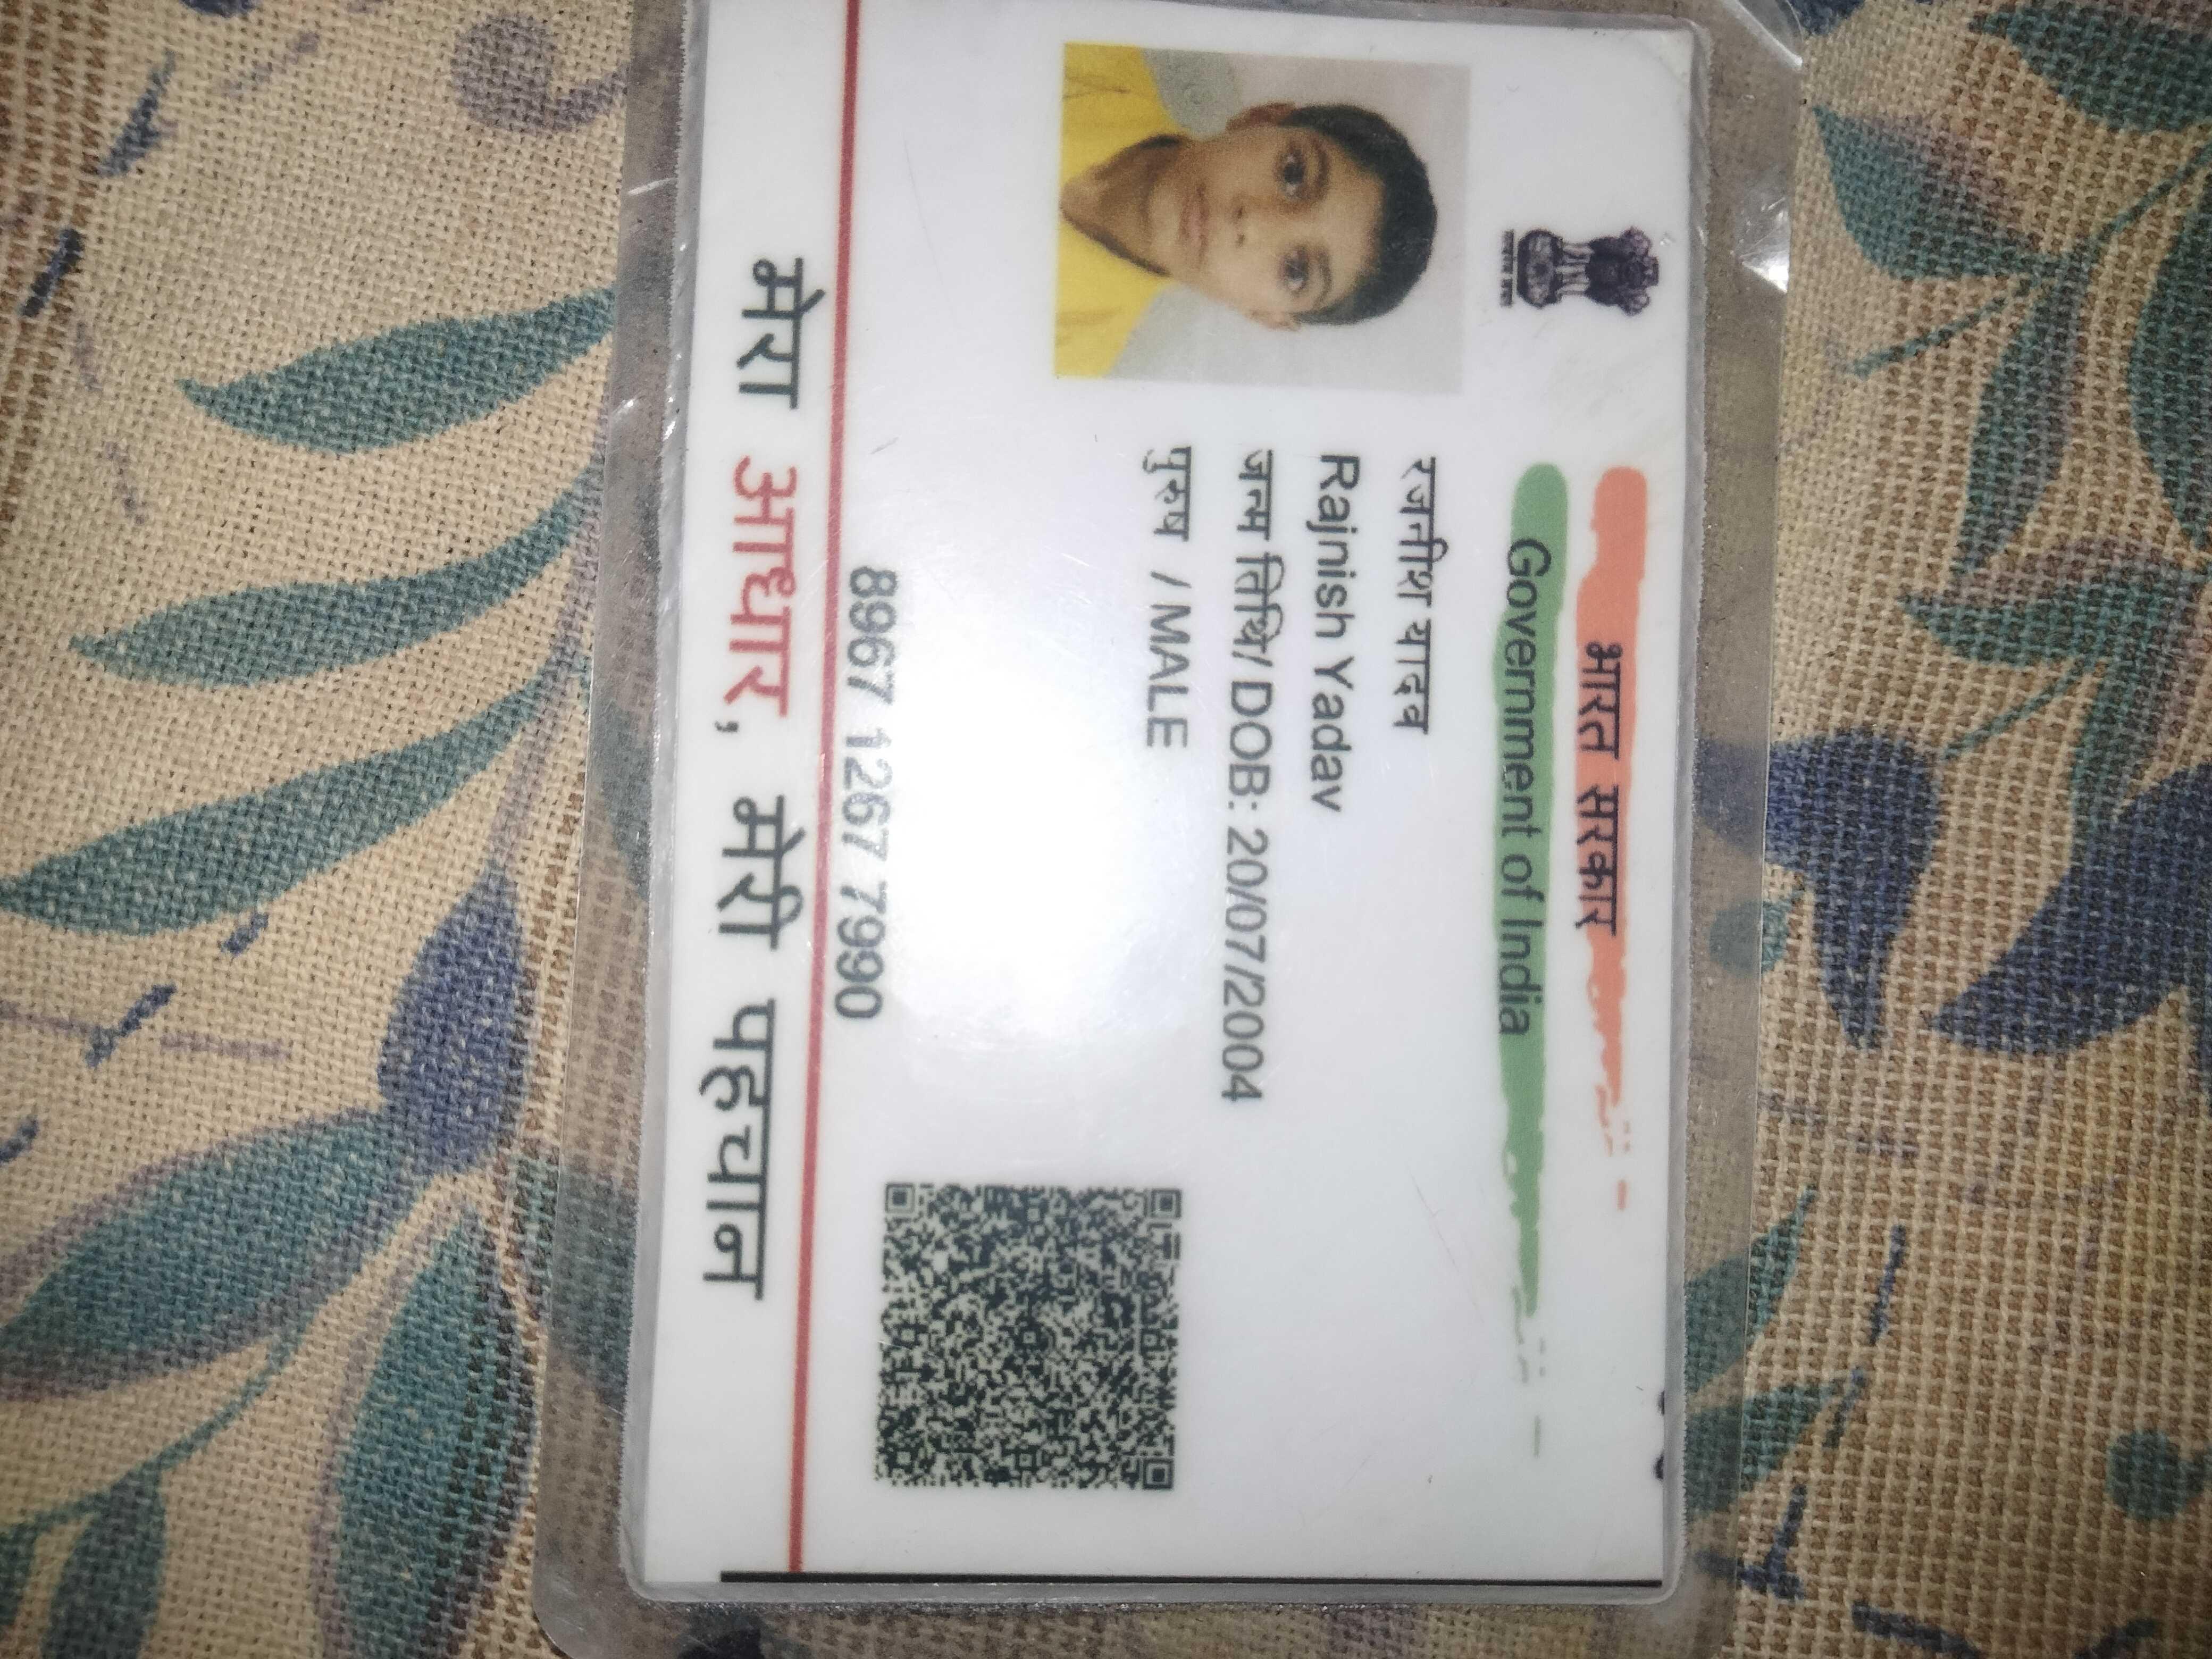 भारत सरकार
Government of India
रजनीश यादव
Rajnish Yadav
जन्म तिथि/ DOB: 20/07/2004
पुरुष / MALE
8967 1267 7990
मेरा आधार, मेरी पहचान